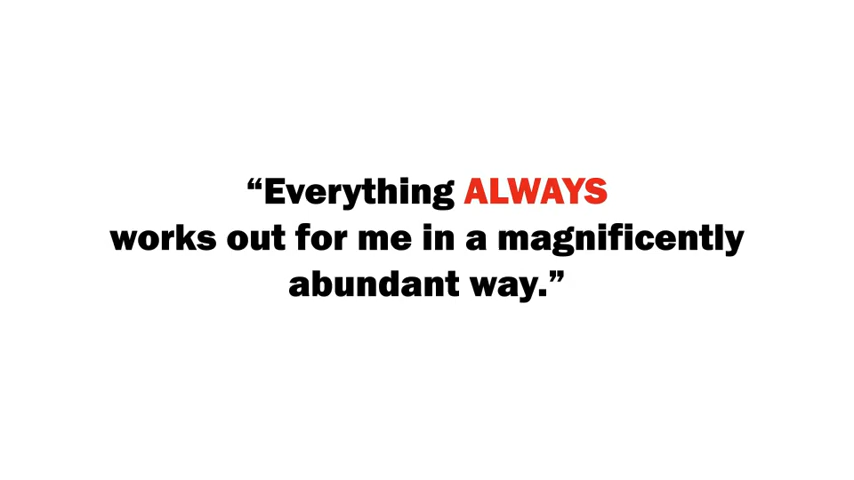 “Everything ALWAYS
works out for me in a magnificently
abundant way.”